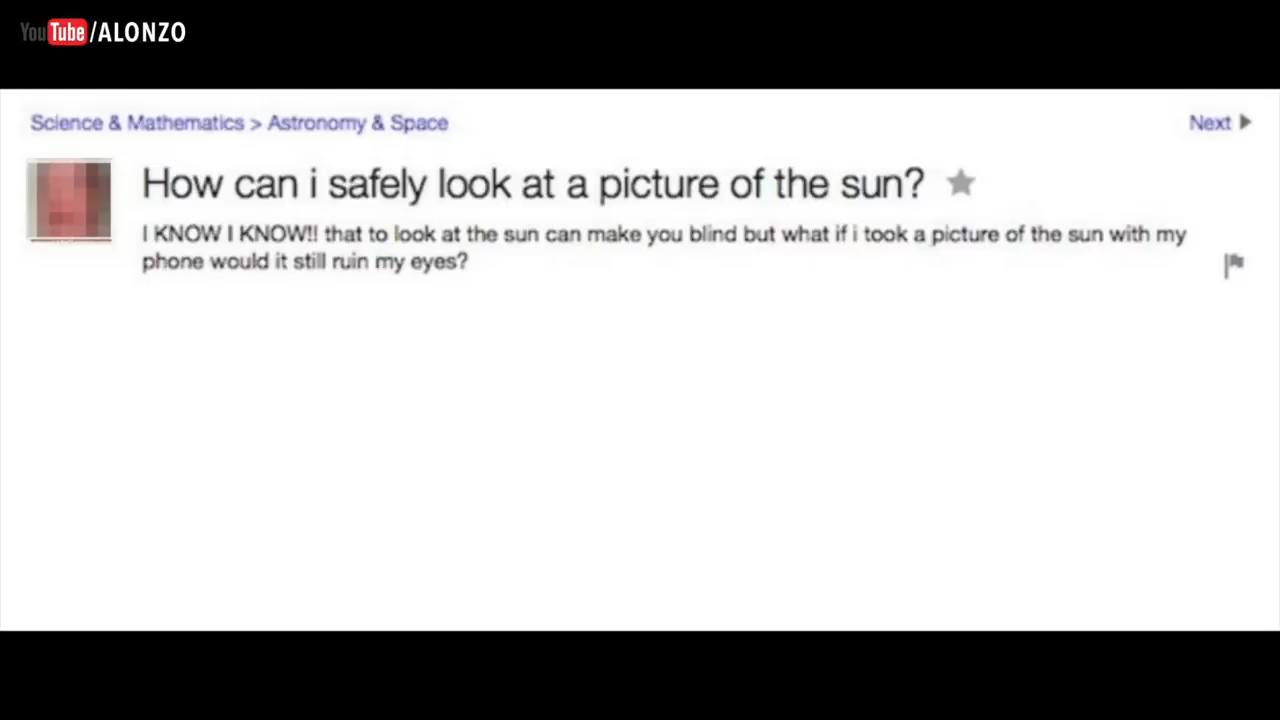 YouTube/ALONZO
Science & Mathematics > Astronomy & Space
Next
How can i safely look at a picture of the sun?
I KNOW I KNOW!! that to look at the sun can make you blind but what if i took a picture of the sun with my
phone would it still ruin my eyes?